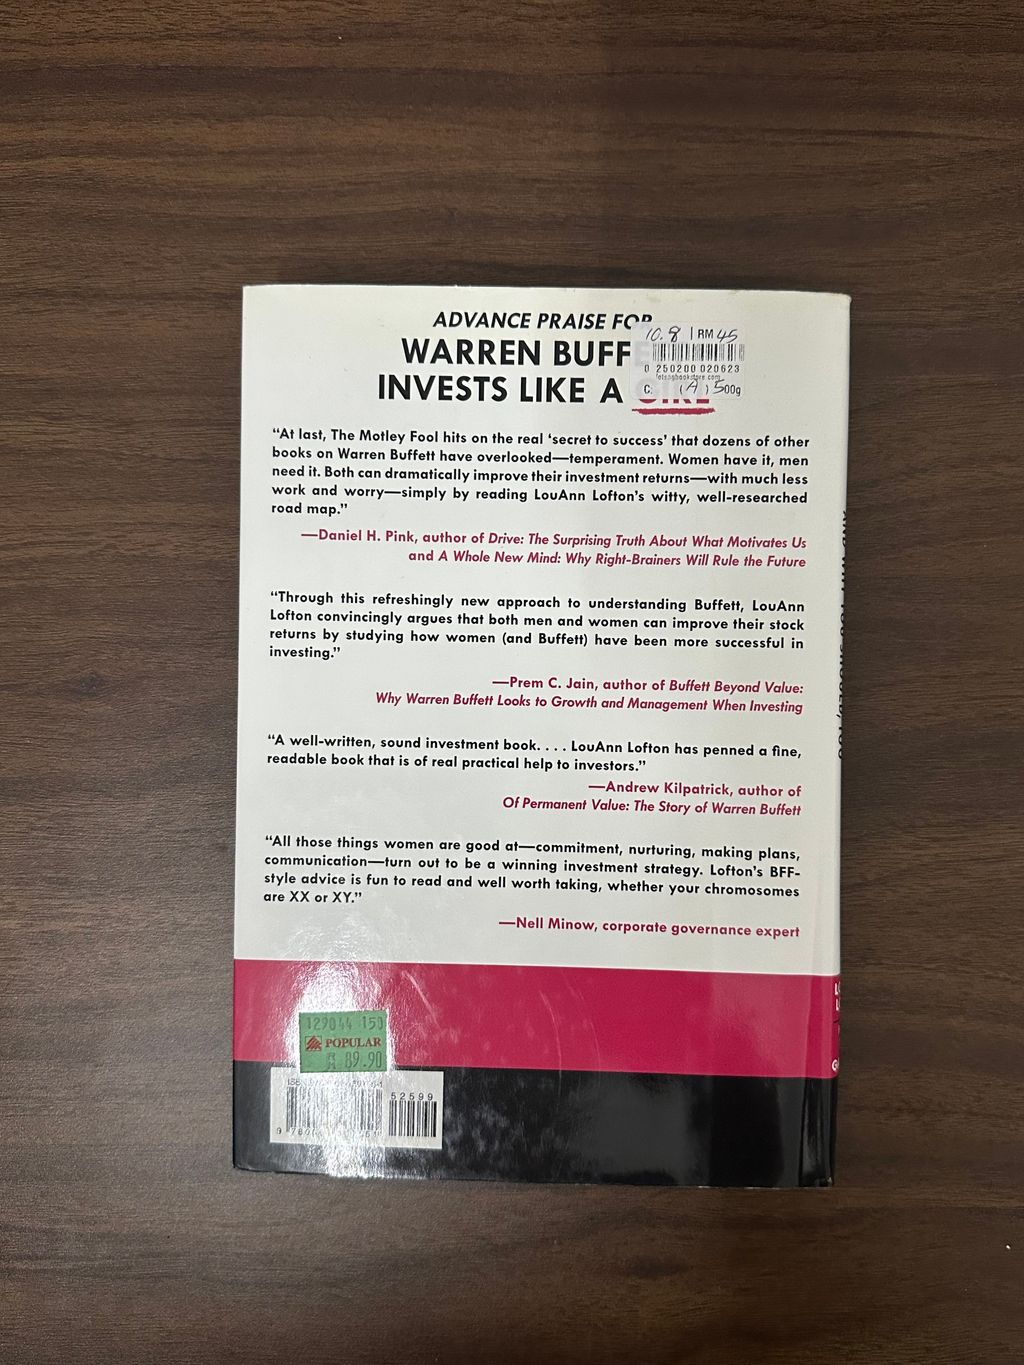 ADVANCE PRAISE FOR
WARREN BUFFE
INVESTS LIKE A GIRL
10.8 | RM 45
0 250200 020623
letsgobookstore.com
C. (A) 500g
“At last, The Motley Fool hits on the real ‘secret to success’ that dozens of other
books on Warren Buffett have overlooked—temperament. Women have it, men
need it. Both can dramatically improve their investment returns—with much less
work and worry—simply by reading LouAnn Lofton’s witty, well-researched
road map.”
—Daniel H. Pink, author of Drive: The Surprising Truth About What Motivates Us
and A Whole New Mind: Why Right-Brainers Will Rule the Future
“Through this refreshingly new approach to understanding Buffett, LouAnn
Lofton convincingly argues that both men and women can improve their stock
returns by studying how women (and Buffett) have been more successful in
investing.”
—Prem C. Jain, author of Buffett Beyond Value:
Why Warren Buffett Looks to Growth and Management When Investing
“A well-written, sound investment book. . . . LouAnn Lofton has penned a fine,
readable book that is of real practical help to investors.”
—Andrew Kilpatrick, author of
Of Permanent Value: The Story of Warren Buffett
“All those things women are good at—commitment, nurturing, making plans,
communication—turn out to be a winning investment strategy. Lofton’s BFF-
style advice is fun to read and well worth taking, whether your chromosomes
are XX or XY.”
—Nell Minow, corporate governance expert
129044 150
POPULAR
89.90
52599